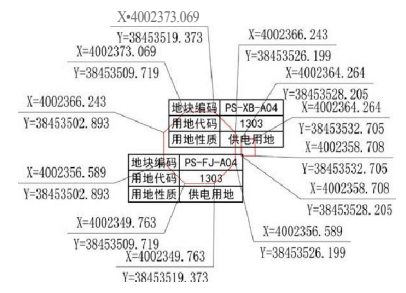 X•4002373.069
Y=38453519.373
X=4002366.243
Y=38453526.199
X=4002373.069
Y=38453509.719
X=4002364.264
Y=38453528.205
X=4002366.243
Y=38453502.893
地块编码 PS-XB-A04
用地代码 1303
用地性质 供电用地
X=4002364.264
Y=38453532.705
X=4002358.708
Y=38453532.705
地块编码 PS-FJ-A04
用地代码 1303
用地性质 供电用地
X=4002356.589
Y=38453502.893
X=4002358.708
Y=38453528.205
X=4002349.763
Y=38453509.719
X=4002356.589
Y=38453526.199
X=4002349.763
Y=38453519.373